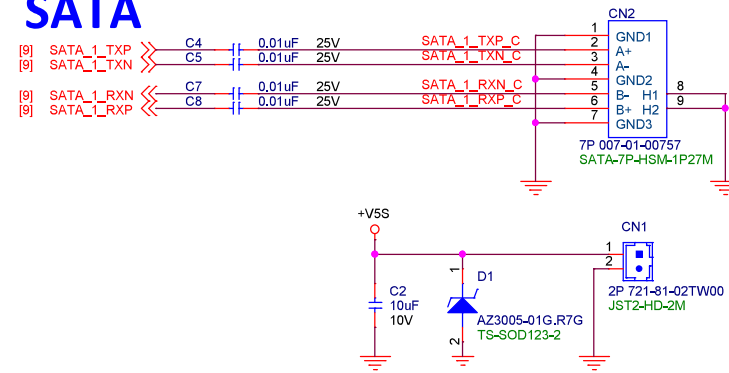 SATA
CN2
[9] SATA_1_TXP C4 0.01uF 25V SATA_1_TXP_C 1 GND1
[9] SATA_1_TXN C5 0.01uF 25V SATA_1_TXN_C 2 A+
3 A-
4 GND2
[9] SATA_1_RXN C7 0.01uF 25V SATA_1_RXN_C 5 B- H1 8
[9] SATA_1_RXP C8 0.01uF 25V SATA_1_RXP_C 6 B+ H2 9
7 GND3
7P 007-01-00757
SATA-7P-HSM-1P27M
+V5S
CN1
1
2
C2
10uF
10V
1
D1
AZ3005-01G.R7G
TS-SOD123-2
2
2P 721-81-02TW00
JST2-HD-2M